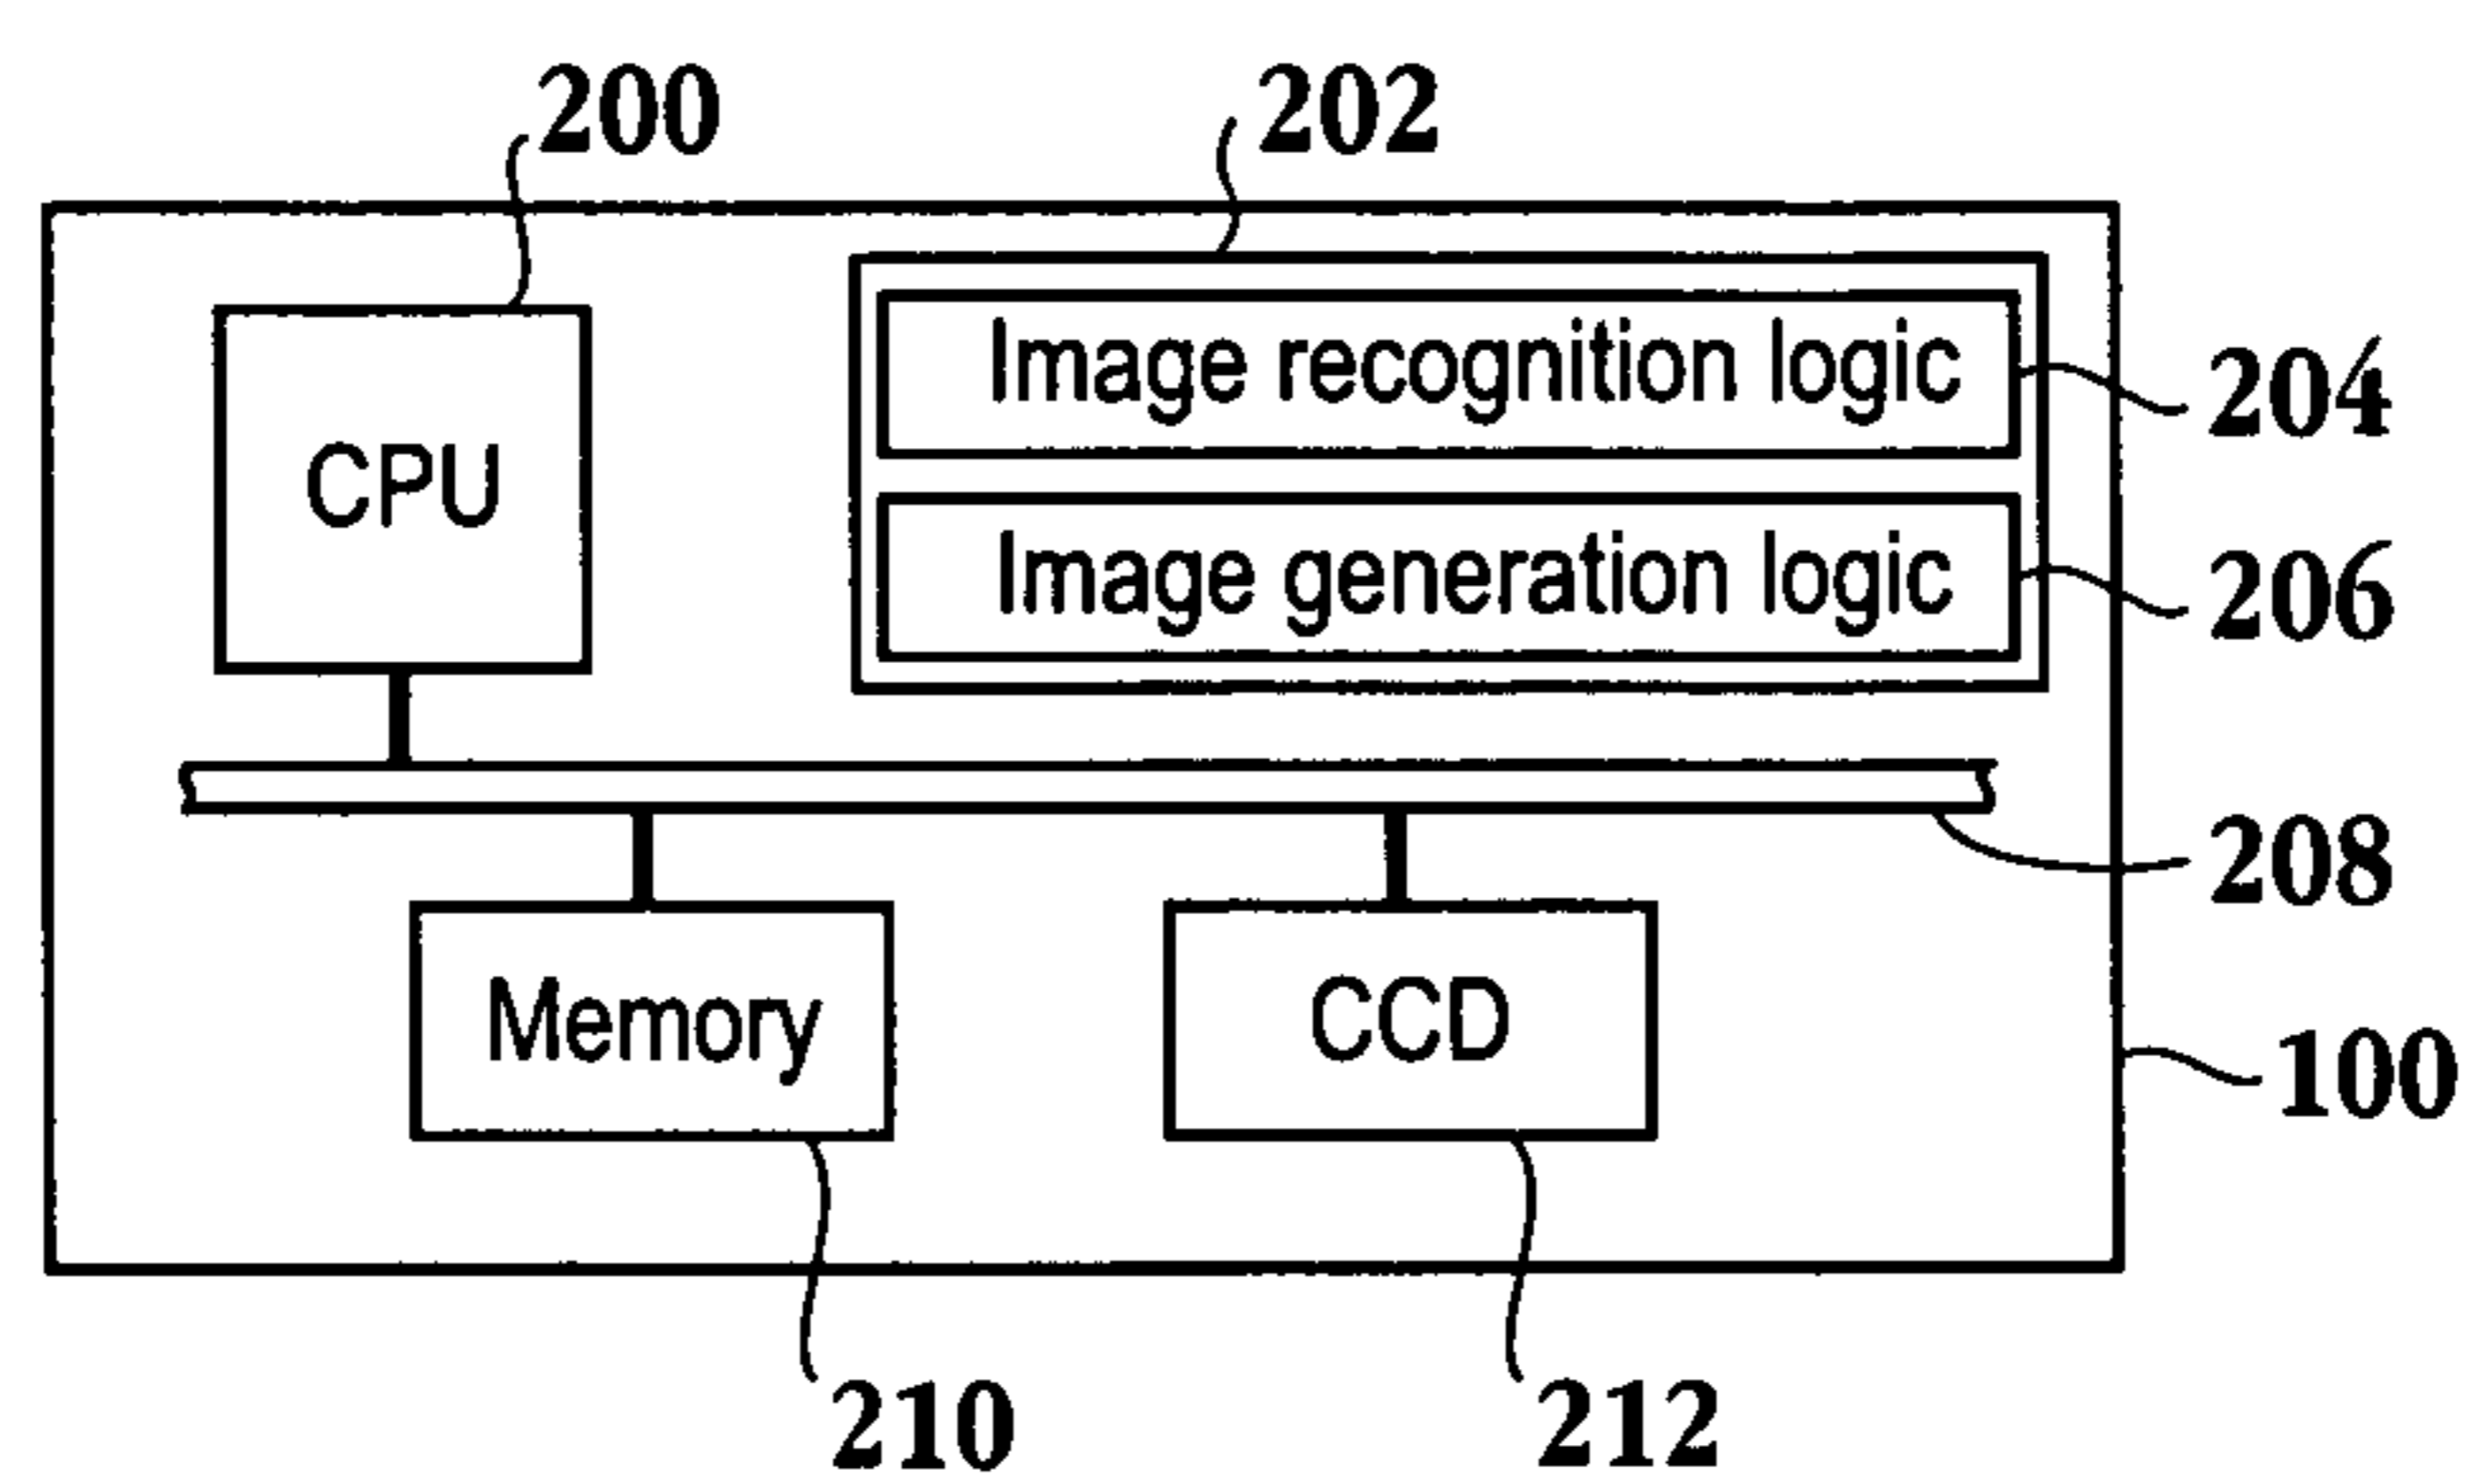 200
202
Image recognition logic
204
CPU
Image generation logic
206
208
Memory
CCD
100
210
212